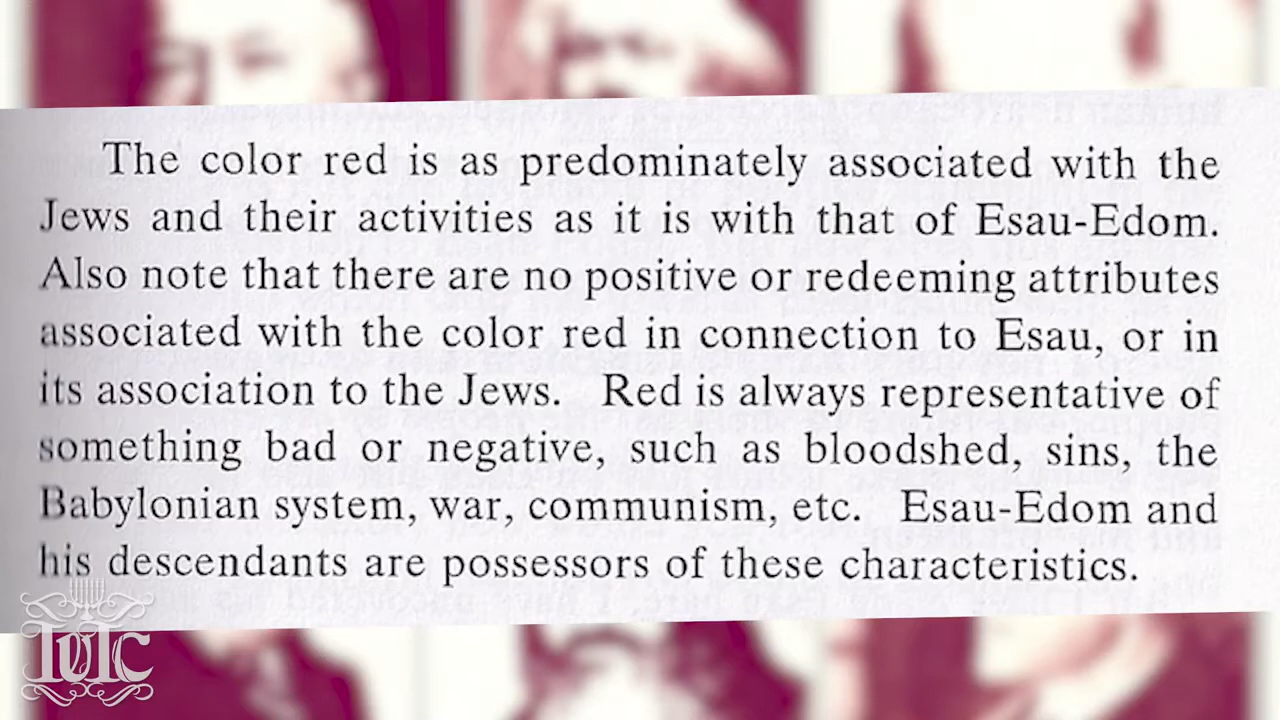 The color red is as predominately associated with the
Jews and their activities as it is with that of Esau-Edom.
Also note that there are no positive or redeeming attributes
associated with the color red in connection to Esau, or in
its association to the Jews. Red is always representative of
something bad or negative, such as bloodshed, sins, the
Babylonian system, war, communism, etc. Esau-Edom and
his descendants are possessors of these characteristics.
IUIC